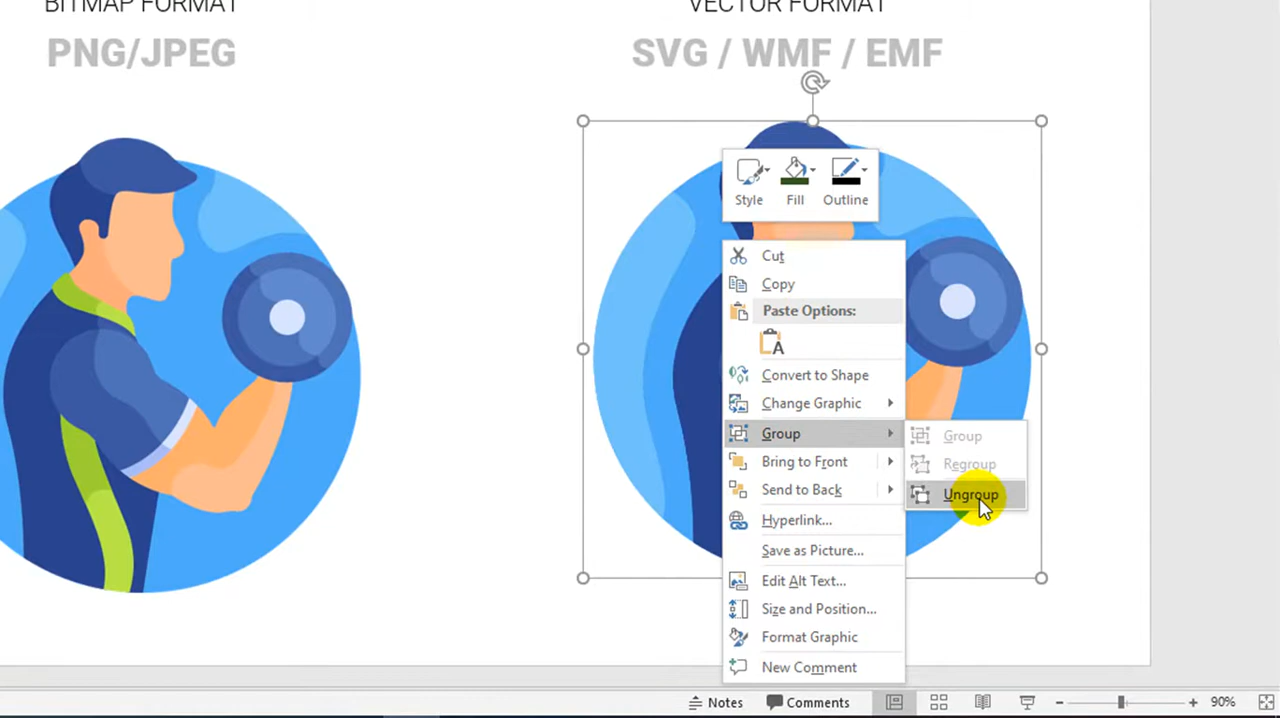 BITMAP FORMAT
PNG/JPEG
VECTOR FORMAT
SVG / WMF / EMF
Style Fill Outline
Cut
Copy
Paste Options:
A
Convert to Shape
Change Graphic
Group
Bring to Front
Send to Back
Hyperlink...
Save as Picture...
Edit Alt Text...
Size and Position...
Format Graphic
New Comment
Group
Regroup
Ungroup
Notes Comments 90%